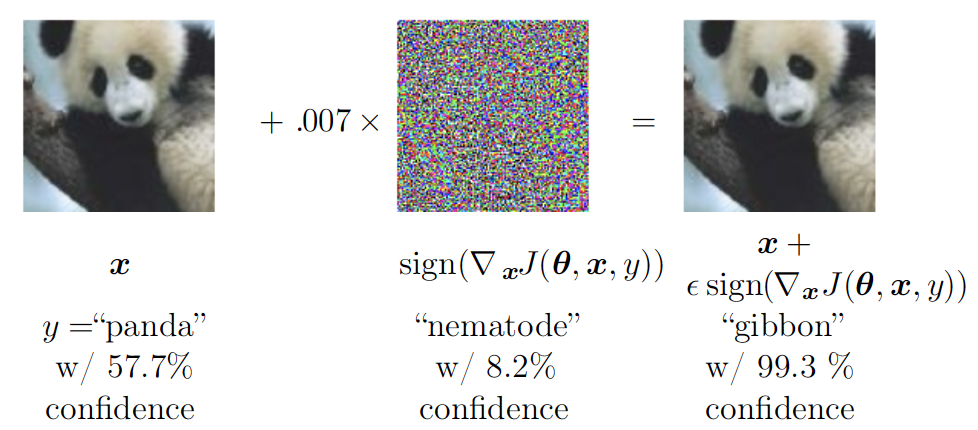 + .007 ×
=
x
y = “panda”
w/ 57.7%
confidence
sign(∇ₓJ(θ, x, y))
“nematode”
w/ 8.2%
confidence
x +
ϵ sign(∇ₓJ(θ, x, y))
“gibbon”
w/ 99.3 %
confidence